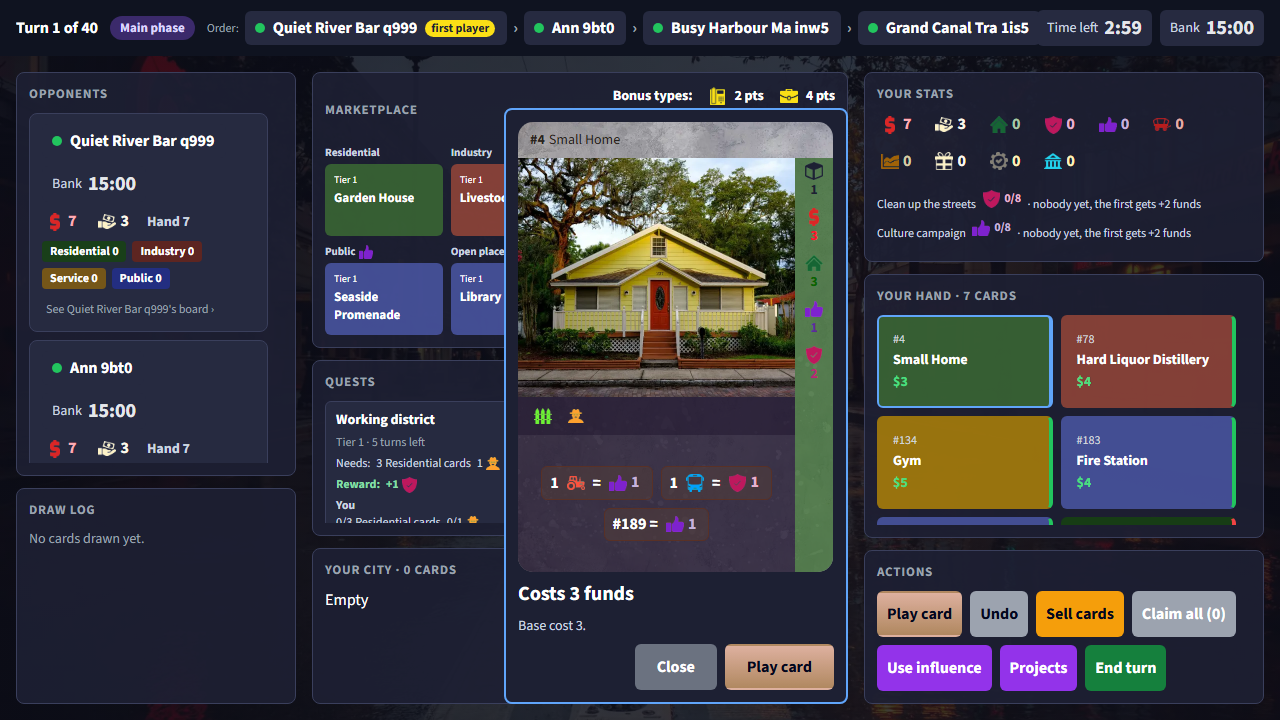 Turn 1 of 40 Main phase Order: Quiet River Bar q999 first player › Ann 9bt0 › Busy Harbour Ma inw5 › Grand Canal Tra 1is5 Time left 2:59 Bank 15:00
OPPONENTS
Quiet River Bar q999
Bank 15:00
7 3 Hand 7
Residential 0 Industry 0
Service 0 Public 0
See Quiet River Bar q999's board ›
Ann 9bt0
Bank 15:00
7 3 Hand 7
DRAW LOG
No cards drawn yet.
MARKETPLACE
Bonus types: 2 pts 4 pts
Residential Industry
Tier 1
Garden House
Tier 1
Public Open place
Tier 1
Seaside
Promenade
Tier 1
Library
QUESTS
Working district
Tier 1 · 5 turns left
Needs: 3 Residential cards 1
Reward: +1
You
0/3 Residential cards 0/1
YOUR CITY · 0 CARDS
Empty
#4 Small Home
1
3
3
1
2
1 = 1 1 = 1
#189 = 1
Costs 3 funds
Base cost 3.
Close Play card
YOUR STATS
7 3 0 0 0 0
0 0 0 0
Clean up the streets 0/8 · nobody yet, the first gets +2 funds
Culture campaign 0/8 · nobody yet, the first gets +2 funds
YOUR HAND · 7 CARDS
#4
Small Home
$3
#78
Hard Liquor Distillery
$4
#134
Gym
$5
#183
Fire Station
$4
ACTIONS
Play card Undo Sell cards Claim all (0)
Use influence Projects End turn